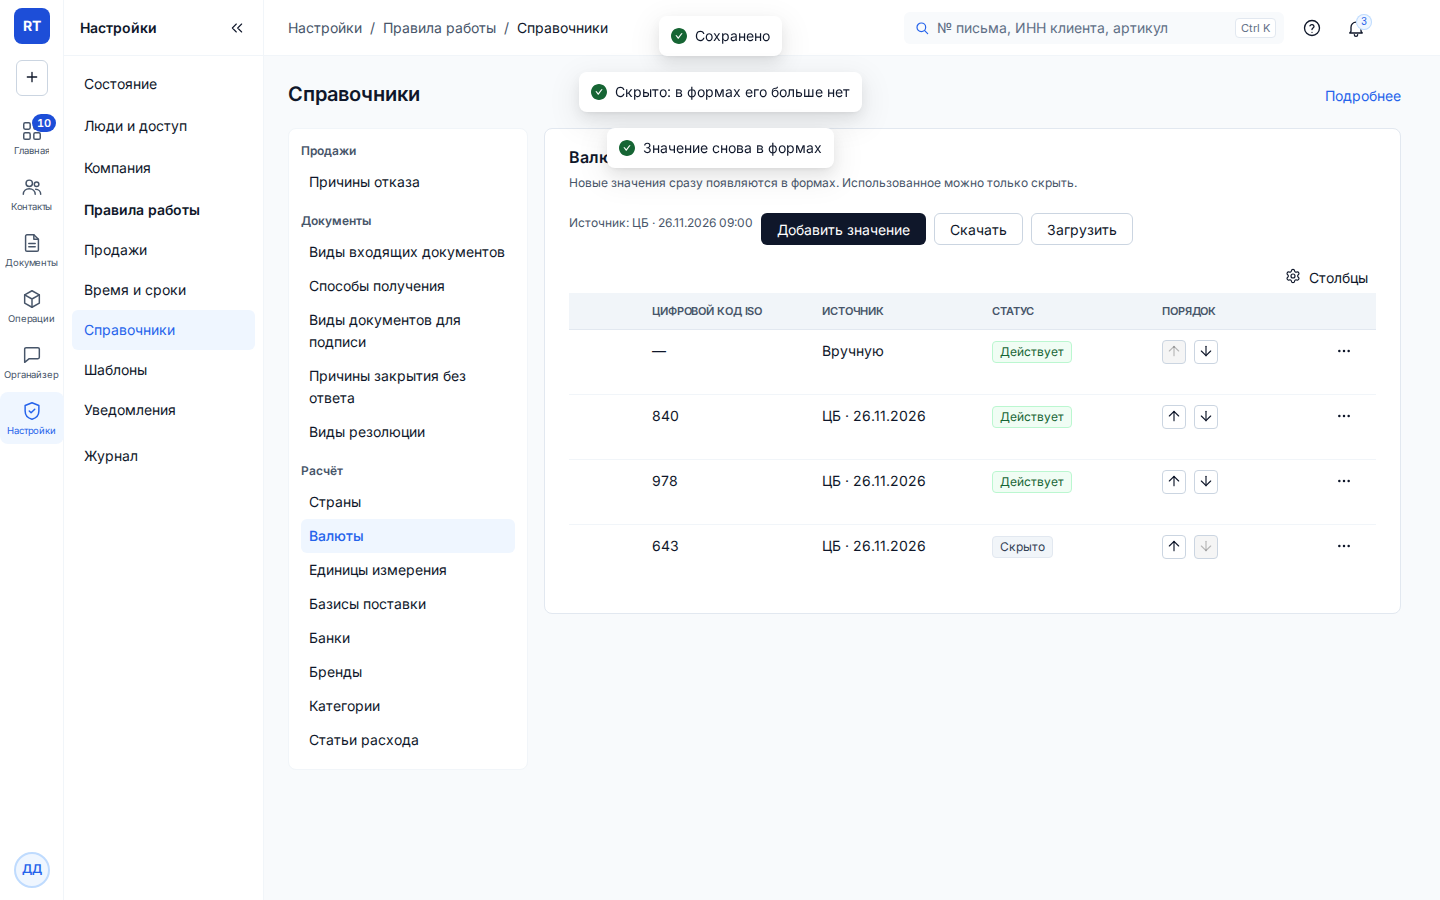 RT
Настройки
Настройки / Правила работы / Справочники
Сохранено
№ письма, ИНН клиента, артикул
Ctrl K
3
Скрыто: в формах его больше нет
Значение снова в формах
10
Главная
Контакты
Документы
Операции
Органайзер
Настройки
ДД
Состояние
Люди и доступ
Компания
Правила работы
Продажи
Время и сроки
Справочники
Шаблоны
Уведомления
Журнал
Справочники
Подробнее
Продажи
Причины отказа
Документы
Виды входящих документов
Способы получения
Виды документов для
подписи
Причины закрытия без
ответа
Виды резолюции
Расчёт
Страны
Валюты
Единицы измерения
Базисы поставки
Банки
Бренды
Категории
Статьи расхода
Валю
Новые значения сразу появляются в формах. Использованное можно только скрыть.
Источник: ЦБ · 26.11.2026 09:00
Добавить значение
Скачать
Загрузить
Столбцы
ЦИФРОВОЙ КОД ISO ИСТОЧНИК СТАТУС ПОРЯДОК
— Вручную Действует
840 ЦБ · 26.11.2026 Действует
978 ЦБ · 26.11.2026 Действует
643 ЦБ · 26.11.2026 Скрыто